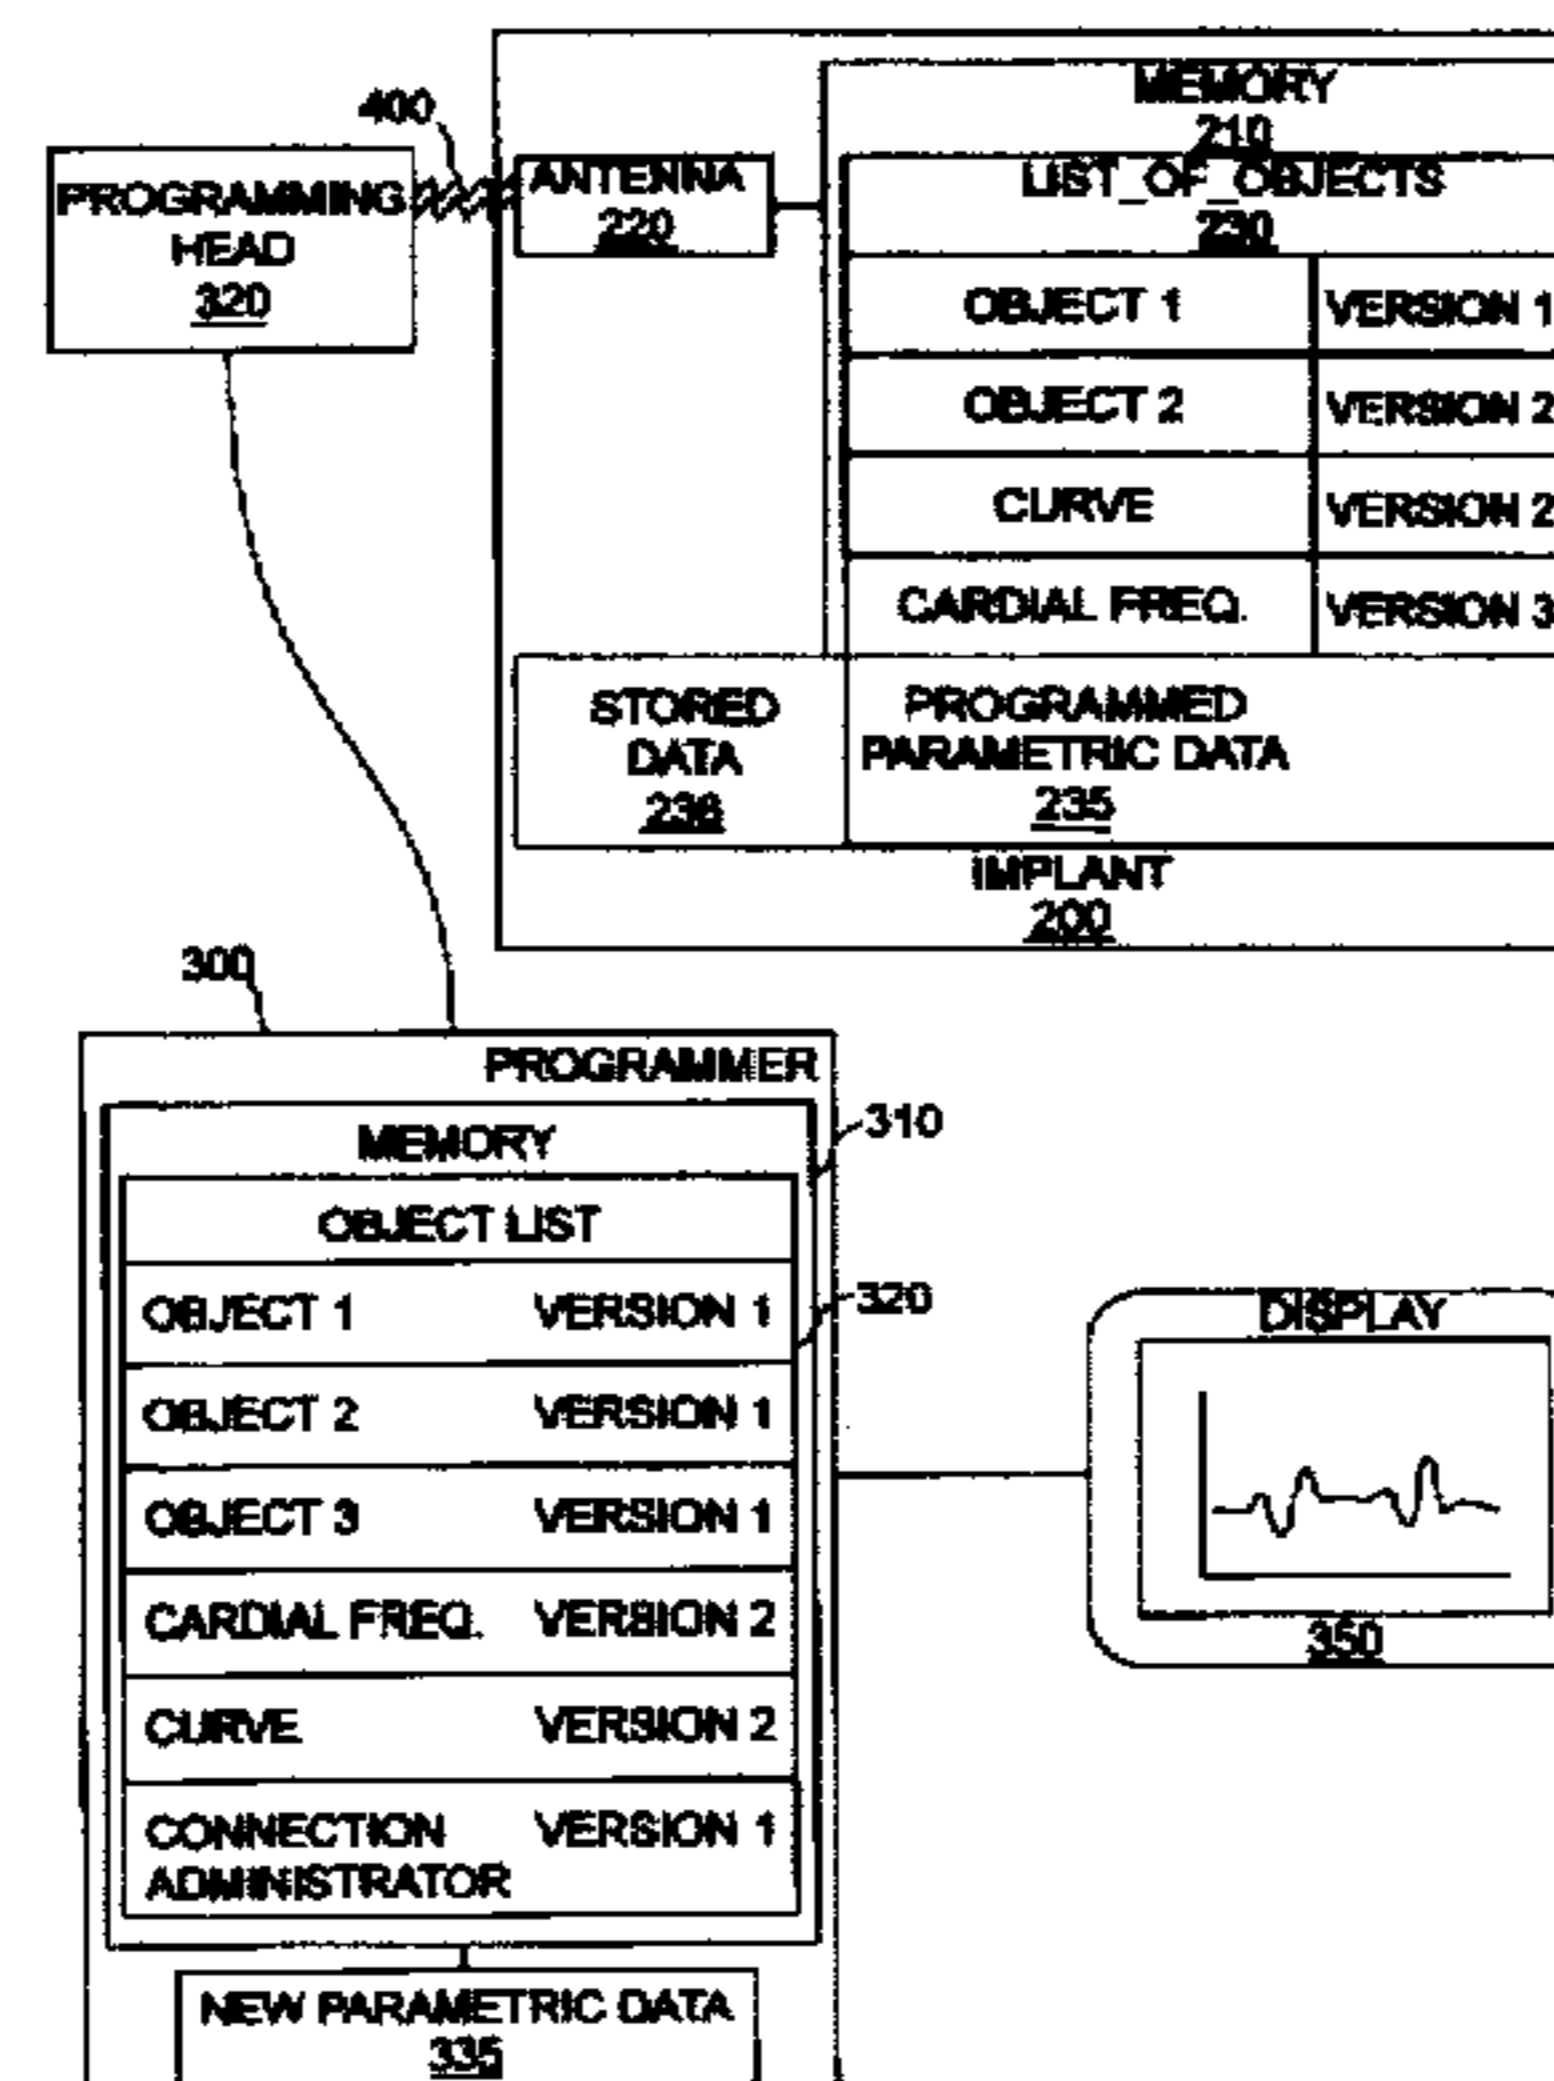 400
PROGRAMMING
HEAD
320
ANTENNA
220
MEMORY
210
LIST_OF_OBJECTS
230
OBJECT 1 VERSION 1
OBJECT 2 VERSION 2
CURVE VERSION 2
CARDIAL FREQ. VERSION 3
STORED
DATA
236
PROGRAMMED
PARAMETRIC DATA
235
IMPLANT
200
300
PROGRAMMER
310
MEMORY
OBJECT LIST
320
OBJECT 1 VERSION 1
OBJECT 2 VERSION 1
OBJECT 3 VERSION 1
CARDIAL FREQ. VERSION 2
CURVE VERSION 2
CONNECTION VERSION 1
ADMINISTRATOR
NEW PARAMETRIC DATA
335
DISPLAY
350